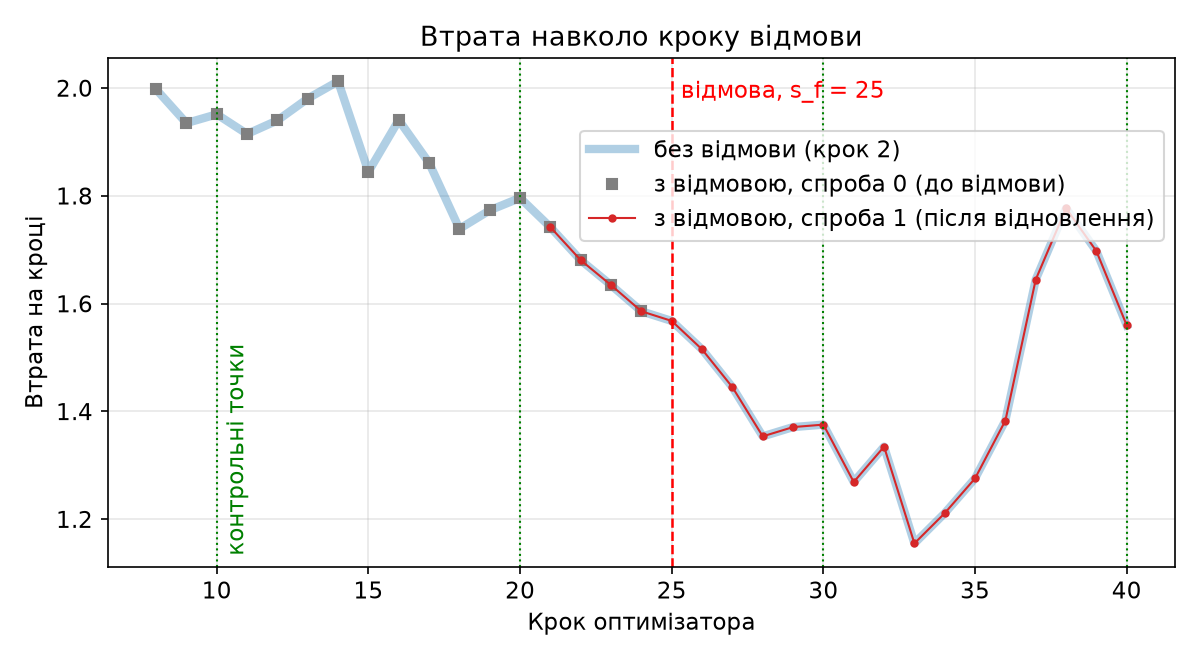 Втрата навколо кроку відмови
відмова, s_f = 25
без відмови (крок 2)
з відмовою, спроба 0 (до відмови)
з відмовою, спроба 1 (після відновлення)
контрольні точки
Втрата на кроці
2.0
1.8
1.6
1.4
1.2
10
15
20
25
30
35
40
Крок оптимізатора